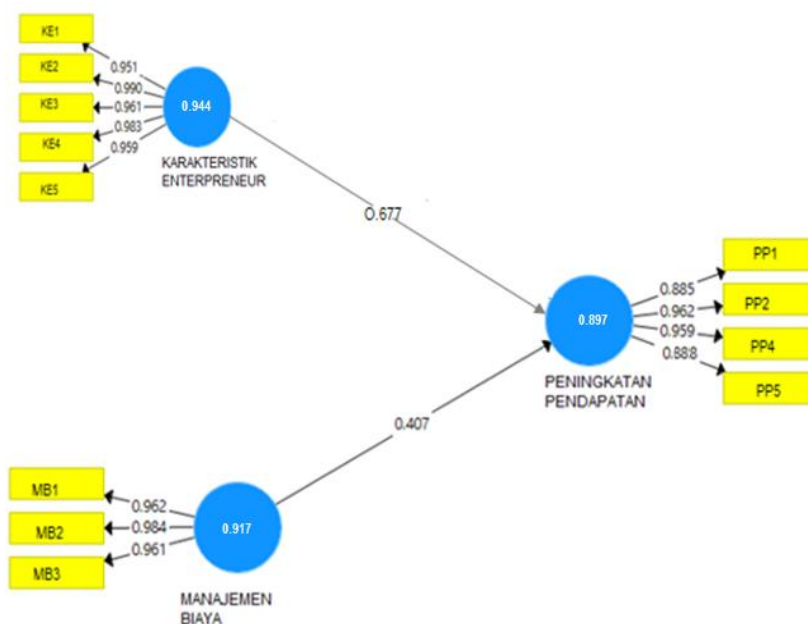 KE1
KE2
KE3
KE4
KE5
0.951
0.990
0.961
0.983
0.959
0.944
KARAKTERISTIK
ENTERPRENEUR
0.677
PP1
PP2
PP4
PP5
0.885
0.962
0.959
0.888
0.897
PENINGKATAN
PENDAPATAN
0.407
MB1
MB2
MB3
0.962
0.984
0.961
0.917
MANAJEMEN
BIAYA